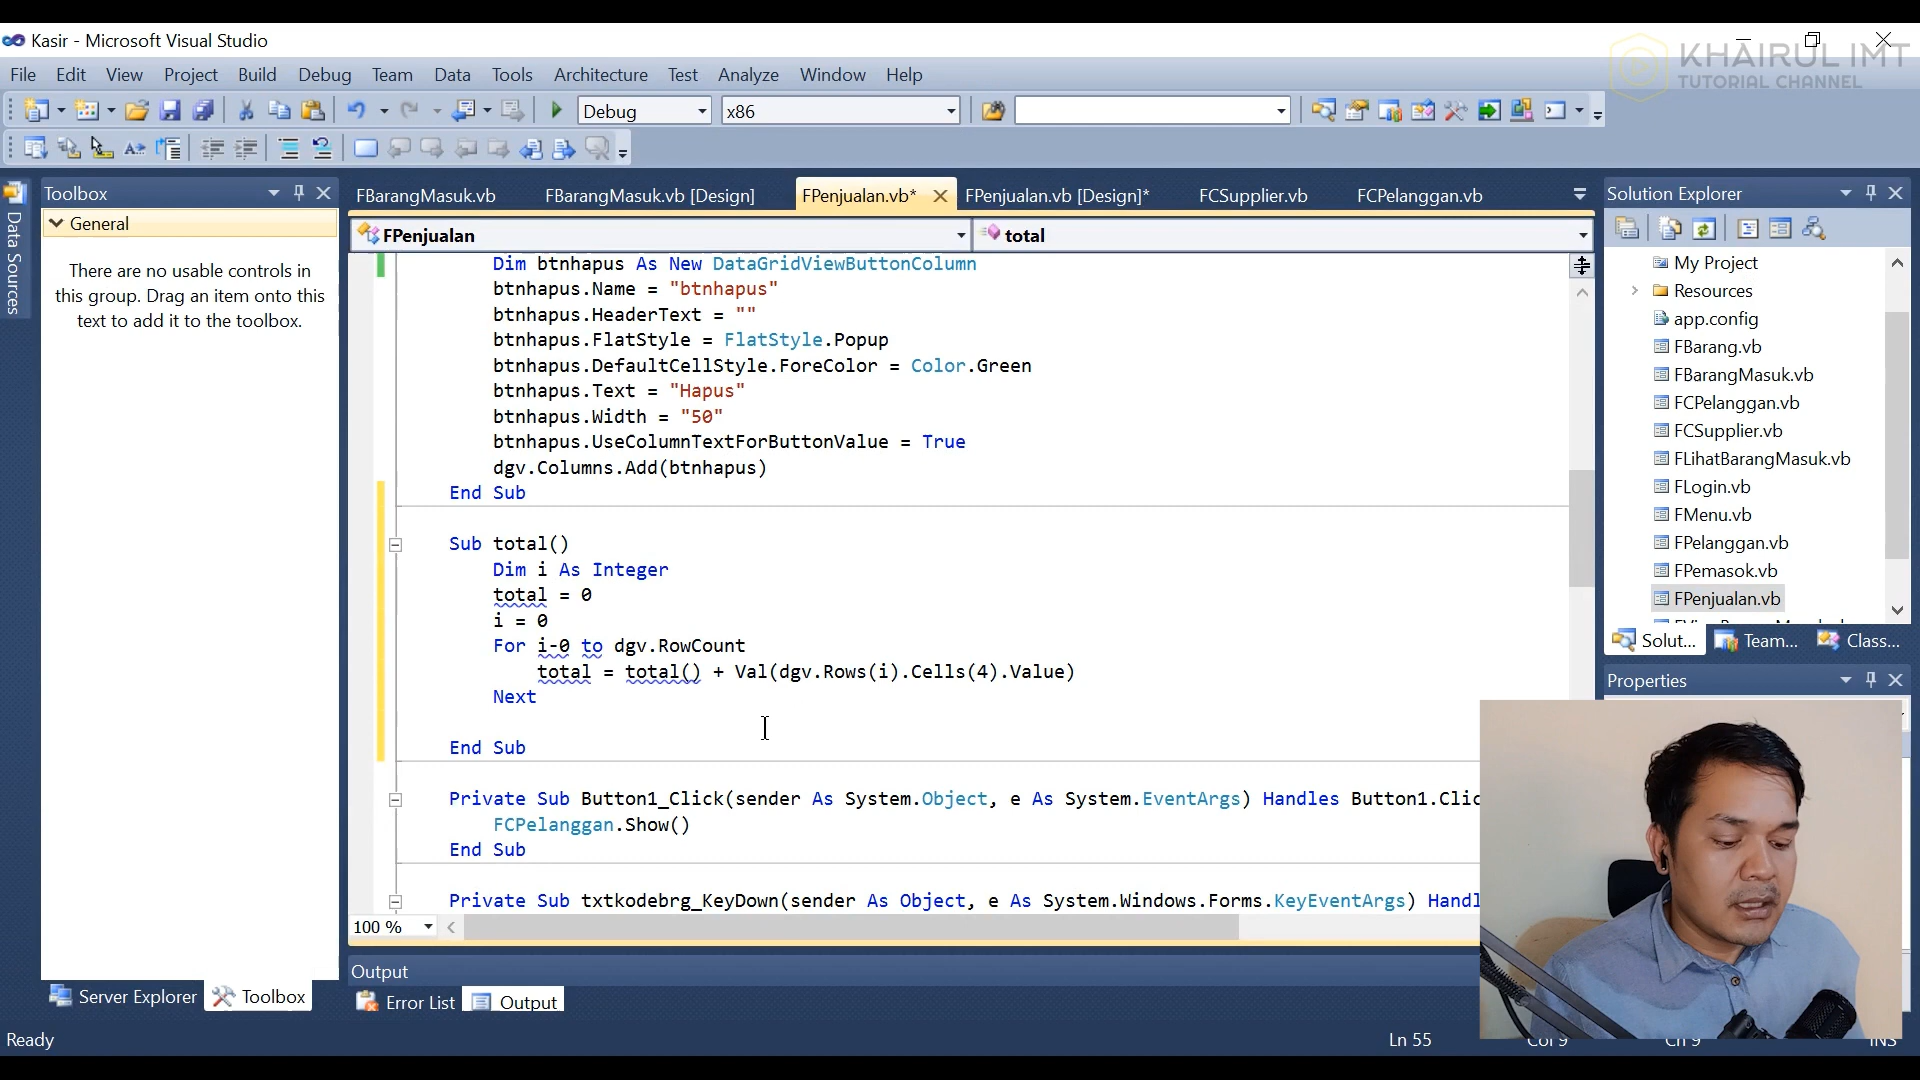 Kasir - Microsoft Visual Studio
KHAIRUL IMT
TUTORIAL CHANNEL
File Edit View Project Build Debug Team Data Tools Architecture Test Analyze Window Help
Debug x86
Data Sources
Toolbox
General
There are no usable controls in
this group. Drag an item onto this
text to add it to the toolbox.
Server Explorer Toolbox
FBarangMasuk.vb FBarangMasuk.vb [Design] FPenjualan.vb* FPenjualan.vb [Design]* FCSupplier.vb FCPelanggan.vb
FPenjualan total
Dim btnhapus As New DataGridViewButtonColumn
btnhapus.Name = "btnhapus"
btnhapus.HeaderText = ""
btnhapus.FlatStyle = FlatStyle.Popup
btnhapus.DefaultCellStyle.ForeColor = Color.Green
btnhapus.Text = "Hapus"
btnhapus.Width = "50"
btnhapus.UseColumnTextForButtonValue = True
dgv.Columns.Add(btnhapus)
End Sub
Sub total()
Dim i As Integer
total = 0
i = 0
For i-0 to dgv.RowCount
total = total() + Val(dgv.Rows(i).Cells(4).Value)
Next
End Sub
Private Sub Button1_Click(sender As System.Object, e As System.EventArgs) Handles Button1.Clic
FCPelanggan.Show()
End Sub
Private Sub txtkodebrg_KeyDown(sender As Object, e As System.Windows.Forms.KeyEventArgs) Handl
100 %
Output
Error List Output
Solution Explorer
My Project
Resources
app.config
FBarang.vb
FBarangMasuk.vb
FCPelanggan.vb
FCSupplier.vb
FLihatBarangMasuk.vb
FLogin.vb
FMenu.vb
FPelanggan.vb
FPemasok.vb
FPenjualan.vb
Solut... Team... Class...
Properties
Ready Ln 55 Col 9 Ch 9 INS